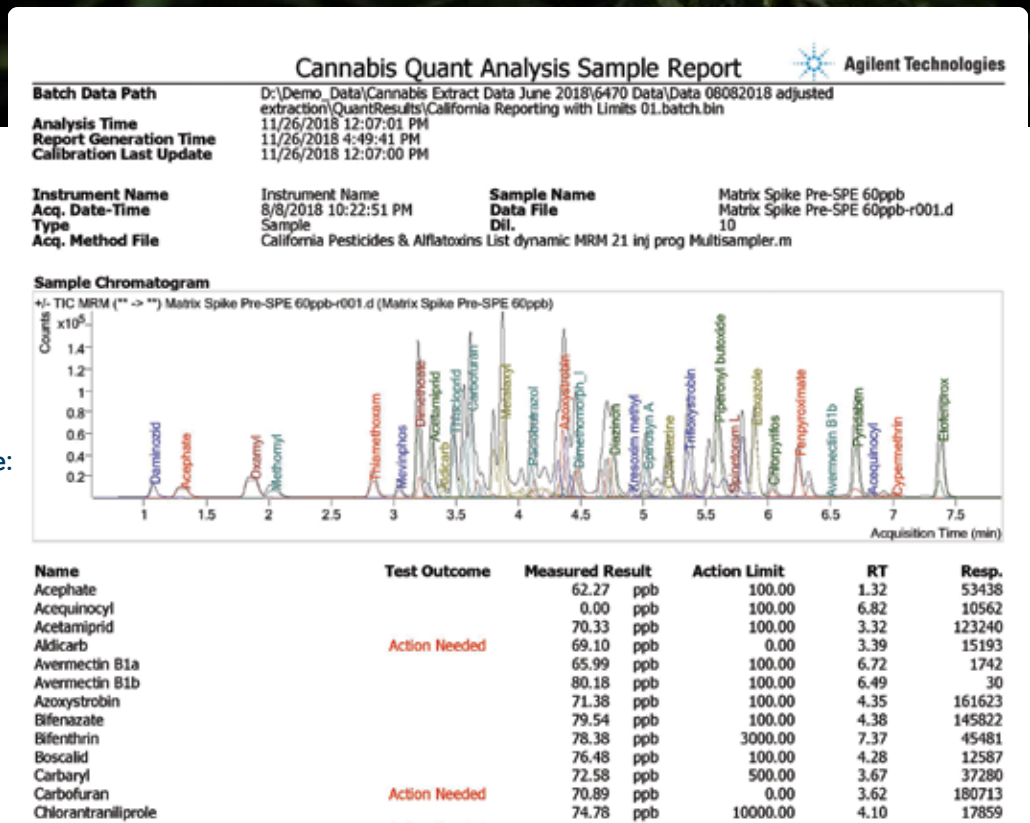 Cannabis Quant Analysis Sample Report
Agilent Technologies
Batch Data Path D:\Demo_Data\Cannabis Extract Data June 2018\6470 Data\Data 08082018 adjusted
extraction\QuantResults\California Reporting with Limits 01.batch.bin
Analysis Time 11/26/2018 12:07:01 PM
Report Generation Time 11/26/2018 4:49:41 PM
Calibration Last Update 11/26/2018 12:07:00 PM
Instrument Name Instrument Name Sample Name Matrix Spike Pre-SPE 60ppb
Acq. Date-Time 8/8/2018 10:22:51 PM Data File Matrix Spike Pre-SPE 60ppb-r001.d
Type Sample Dil. 10
Acq. Method File California Pesticides & Alflatoxins List dynamic MRM 21 inj prog Multisampler.m
Sample Chromatogram
+/- TIC MRM (** -> **) Matrix Spike Pre-SPE 60ppb-r001.d (Matrix Spike Pre-SPE 60ppb)
Counts
x10⁵
1.4
1.2
1
0.8
0.6
0.4
0.2
Daminozid
Acephate
Oxamyl
Methomyl
Thiamethoxam
Mevinphos
Dimethoate
Acetamiprid
Aldicarb
Thiacloprid
Carbofuran
Metalaxyl
Paclobutrazol
Azoxystrobin
Dimethomorph_I
Diazinon
Kresoxim methyl
Spinosyn A
Clofentezine
Trifloxystrobin
Piperonyl butoxide
Spinetoram L
Etoxazole
Chlorpyrifos
Fenpyroximate
Avermectin B1b
Pyridaben
Acequinocyl
Cypermethrin
Etofenprox
1 1.5 2 2.5 3 3.5 4 4.5 5 5.5 6 6.5 7 7.5
Acquisition Time (min)
e:
Name Test Outcome Measured Result Action Limit RT Resp.
Acephate 62.27 ppb 100.00 1.32 53438
Acequinocyl 0.00 ppb 100.00 6.82 10562
Acetamiprid 70.33 ppb 100.00 3.32 123240
Aldicarb Action Needed 69.10 ppb 0.00 3.39 15193
Avermectin B1a 65.99 ppb 100.00 6.72 1742
Avermectin B1b 80.18 ppb 100.00 6.49 30
Azoxystrobin 71.38 ppb 100.00 4.35 161623
Bifenazate 79.54 ppb 100.00 4.38 145822
Bifenthrin 78.38 ppb 3000.00 7.37 45481
Boscalid 76.48 ppb 100.00 4.28 12587
Carbaryl 72.58 ppb 500.00 3.67 37280
Carbofuran Action Needed 70.89 ppb 0.00 3.62 180713
Chlorantraniliprole 74.78 ppb 10000.00 4.10 17859